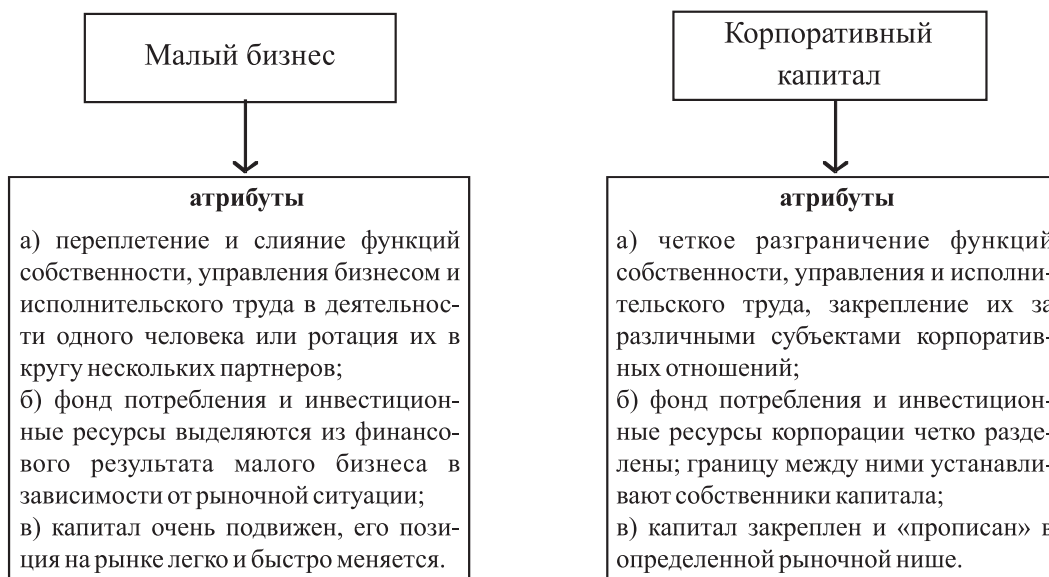 Малый бизнес
атрибуты
а) переплетение и слияние функций
собственности, управления бизнесом и
исполнительского труда в деятельнос-
ти одного человека или ротация их в
кругу нескольких партнеров;
б) фонд потребления и инвестицион-
ные ресурсы выделяются из финансо-
вого результата малого бизнеса в
зависимости от рыночной ситуации;
в) капитал очень подвижен, его пози-
ция на рынке легко и быстро меняется.
Корпоративный
капитал
атрибуты
а) четкое разграничение функций
собственности, управления и исполни-
тельского труда, закрепление их за
различными субъектами корпоратив-
ных отношений;
б) фонд потребления и инвестицион-
ные ресурсы корпорации четко разде-
лены; границу между ними устанавли-
вают собственники капитала;
в) капитал закреплен и «прописан» в
определенной рыночной нише.